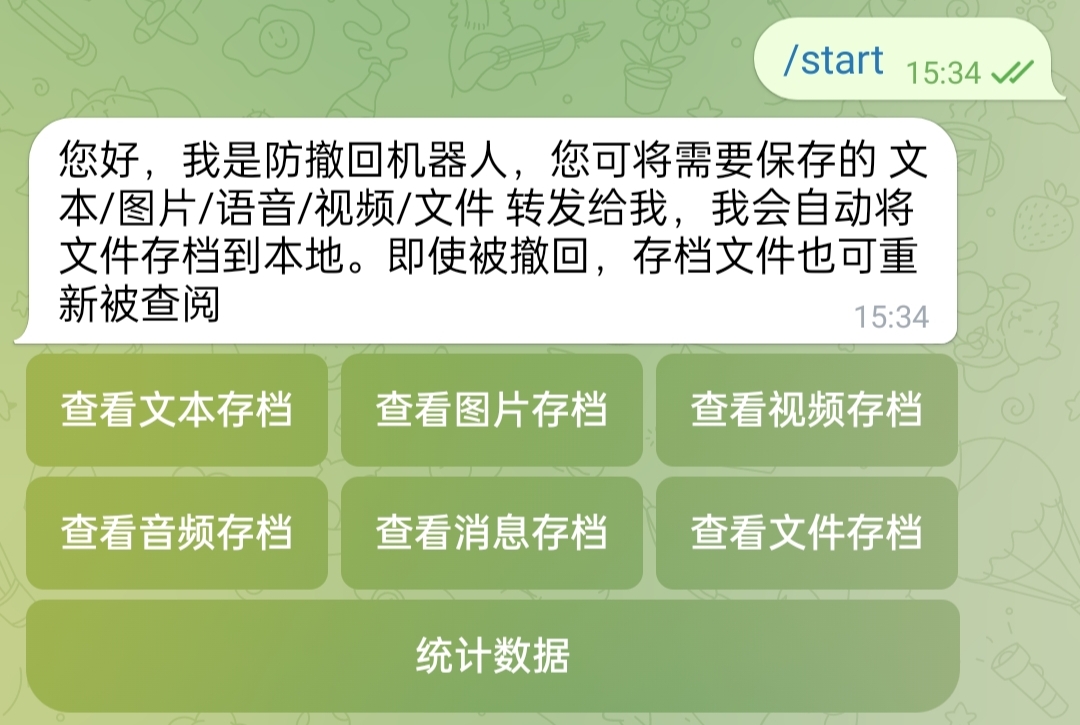 /start 15:34
您好，我是防撤回机器人，您可将需要保存的 文
本/图片/语音/视频/文件 转发给我，我会自动将
文件存档到本地。即使被撤回，存档文件也可重
新被查阅
15:34
查看文本存档 查看图片存档 查看视频存档
查看音频存档 查看消息存档 查看文件存档
统计数据